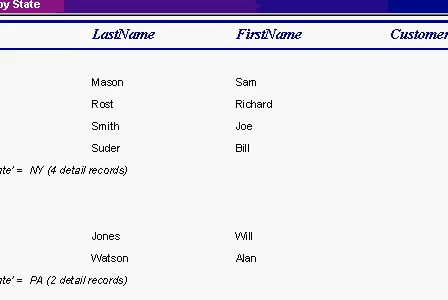 by State
LastName FirstName Customer
Mason Sam
Rost Richard
Smith Joe
Suder Bill
ate' = NY (4 detail records)
Jones Will
Watson Alan
ate' = PA (2 detail records)